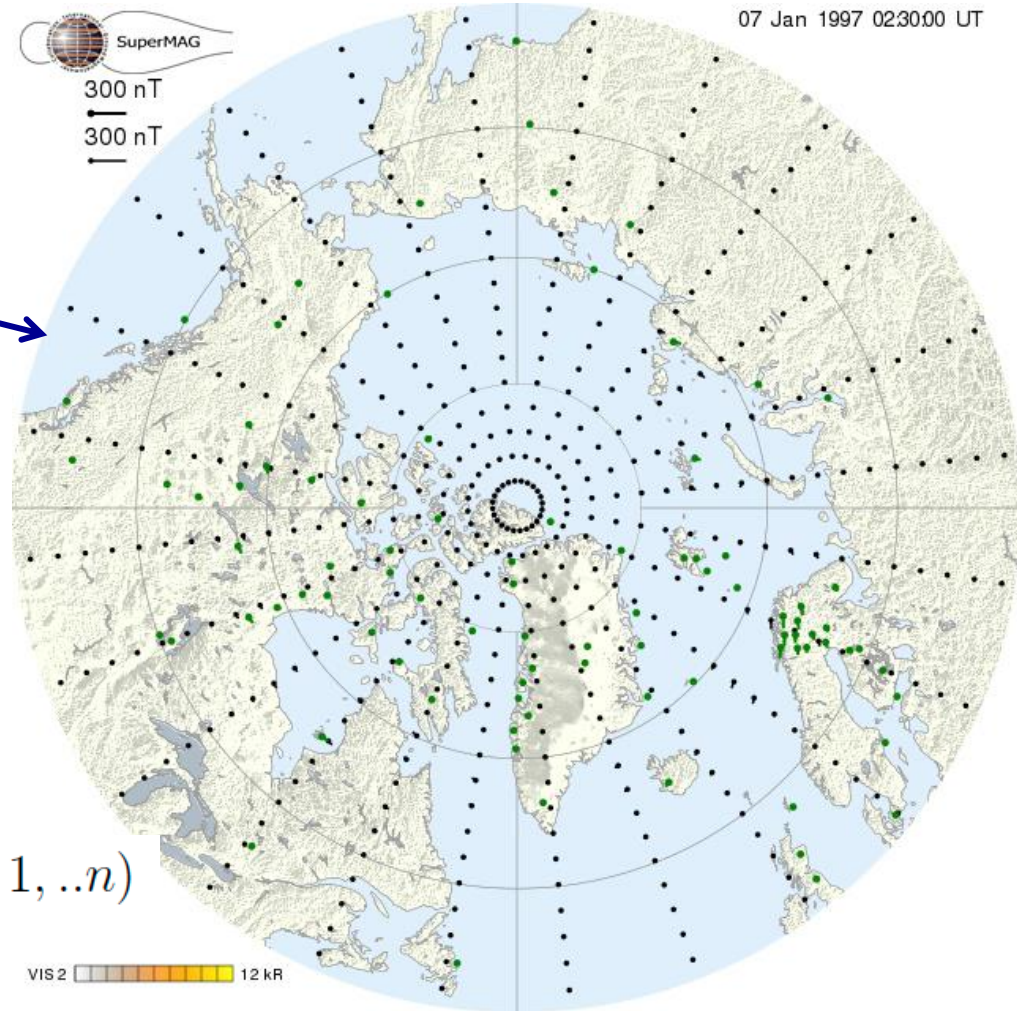 SuperMAG
07 Jan 1997 02:30:00 UT
300 nT
300 nT
1, ..n)
VIS 2 12 kR